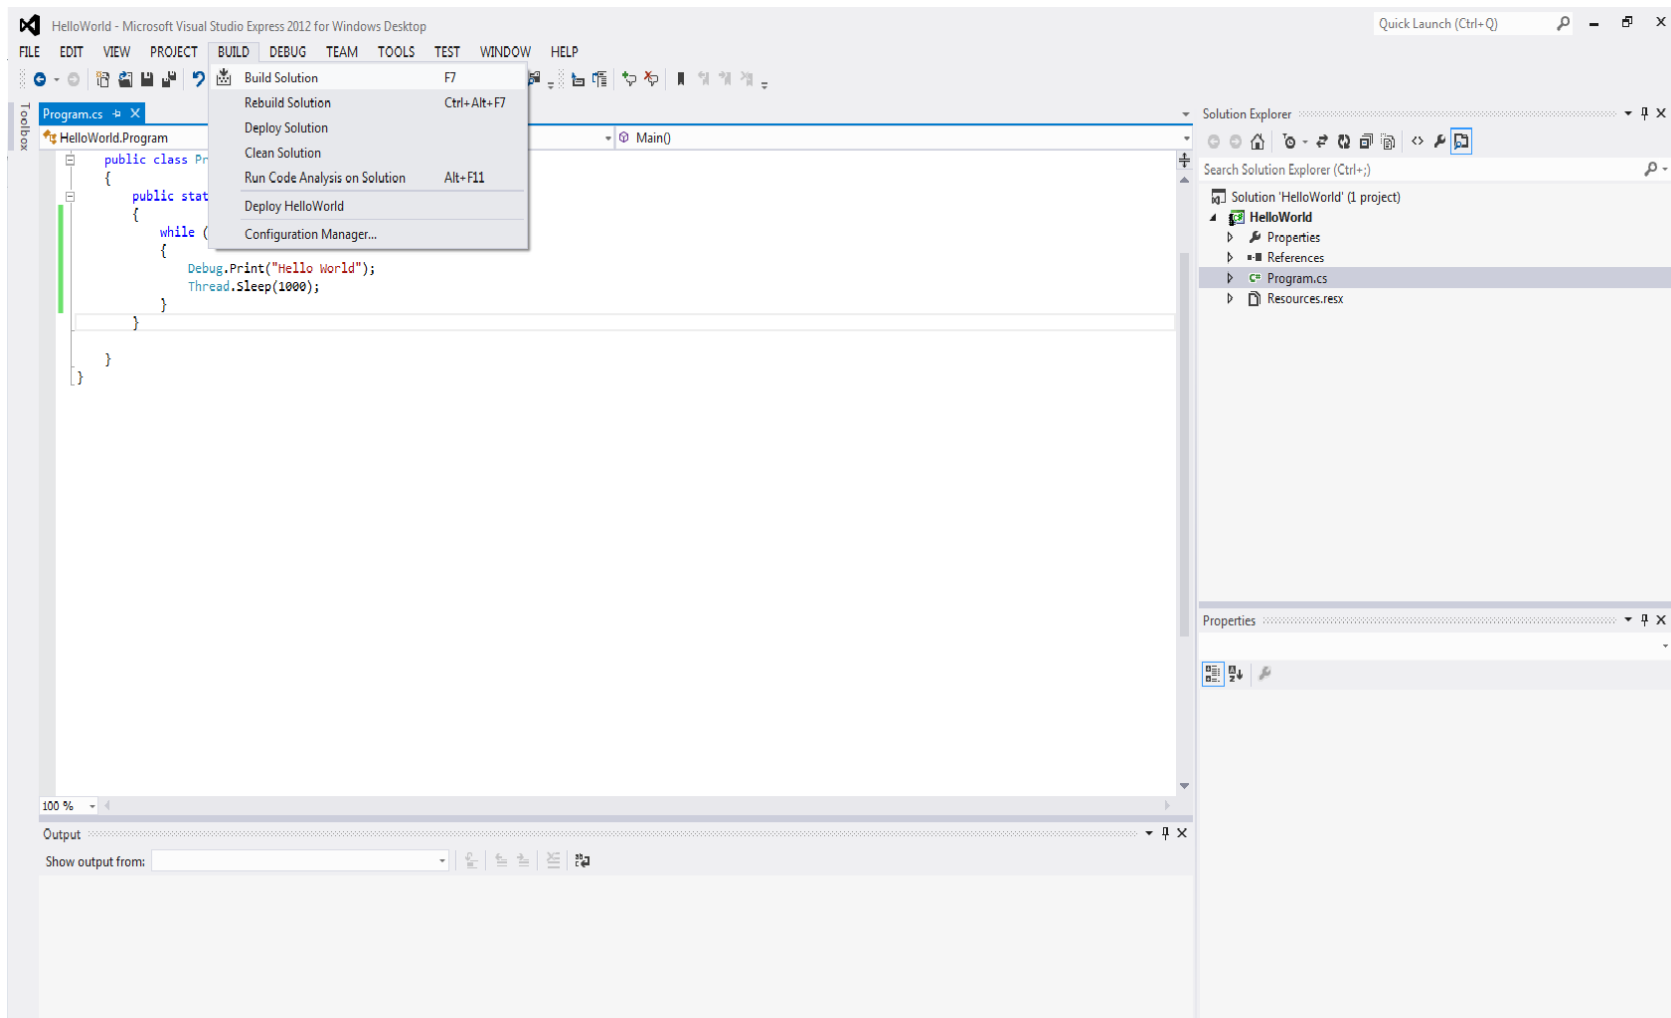 HelloWorld - Microsoft Visual Studio Express 2012 for Windows Desktop
Quick Launch (Ctrl+Q)
FILE EDIT VIEW PROJECT BUILD DEBUG TEAM TOOLS TEST WINDOW HELP
Build Solution F7
Rebuild Solution Ctrl+Alt+F7
Deploy Solution
Clean Solution
Run Code Analysis on Solution Alt+F11
Deploy HelloWorld
Configuration Manager...
Toolbox
Program.cs
HelloWorld.Program
Main()
public class Pr
{
public stat
{
while (
{
Debug.Print("Hello World");
Thread.Sleep(1000);
}
}
}
}
100 %
Output
Show output from:
Solution Explorer
Search Solution Explorer (Ctrl+;)
Solution 'HelloWorld' (1 project)
HelloWorld
Properties
References
C# Program.cs
Resources.resx
Properties